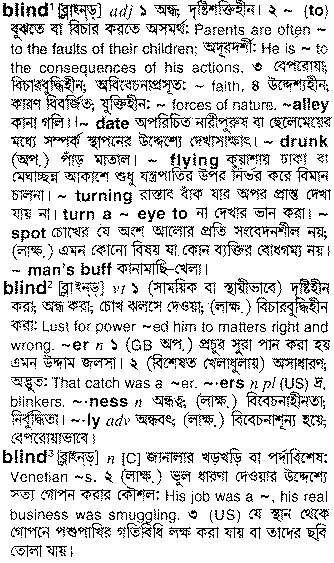 blind¹ [ব্লাইন্ড্] adj ১ অন্ধ; দৃষ্টিশক্তিহীন। ২ ~ (to)
বুঝতে বা বিচার করতে অসমর্থ: Parents are often ~
to the faults of their children; অদূরদর্শী: He is ~ to
the consequences of his actions. ৩ বেপরোয়া;
বিচারবুদ্ধিহীন; অবিবেচনাপ্রসূত: ~ faith, ৪ উদ্দেশ্যহীন;
কারণ বিবর্জিত; যুক্তিহীন: ~ forces of nature. ~alley
কানা গলি। ~ date অপরিচিত নারীপুরুষ বা ছেলেমেয়ের
মধ্যে সম্পর্ক স্থাপনের উদ্দেশ্যে দেখাসাক্ষাৎ। ~ drunk
(অপ.) পাঁড় মাতাল। ~ flying কুয়াশায় ঢাকা বা
মেঘাচ্ছন্ন আকাশে শুধু যন্ত্রপাতির উপর নির্ভর করে বিমান
চালনা। ~ turning রাস্তার বাঁক যার অপর প্রান্ত দেখা
যায় না। turn a ~ eye to না দেখার ভান করা। ~
spot চোখের যে অংশ আলোর প্রতি সংবেদনশীল নয়;
(লাক্ষ.) এমন কোনো বিষয় যা কোন ব্যক্তির বোধগম্য নয়।
~ man's buff কানামাছি-খেলা।
blind² [ব্লাইন্ড্] vt ১ (সাময়িক বা স্থায়ীভাবে) দৃষ্টিহীন
করা; অন্ধ করা; চোখ ঝলসে দেওয়া; (লাক্ষ.) বিচারবুদ্ধিহীন
করা: Lust for power ~ed him to matters right and
wrong. ~er n ১ (GB অপ.) প্রচুর সুরা পান করা হয়
এমন উদ্দাম জলসা। ২ (বিশেষত খেলাধুলায়) অসাধারণ;
অদ্ভুত: That catch was a ~er. ~·ers n pl (US) দ্র.
blinkers. ~·ness n অন্ধত্ব; (লাক্ষ.) বিবেচনাহীনতা;
নির্বুদ্ধিতা। ~·ly adv অন্ধবৎ; (লাক্ষ.) বিবেচনাশূন্য হয়ে;
বেপরোয়াভাবে।
blind³ [ব্লাইন্ড্] n [C] জানালার খড়খড়ি বা পর্দাবিশেষ:
Venetian ~s. ২ (লাক্ষ.) ভুল ধারণা দেওয়ার উদ্দেশ্যে
সত্য গোপন করার কৌশল: His job was a ~, his real
business was smuggling. ৩ (US) যে স্থান থেকে
গোপনে পশুপাখির গতিবিধি লক্ষ করা যায় বা তাদের ছবি
তোলা যায়।